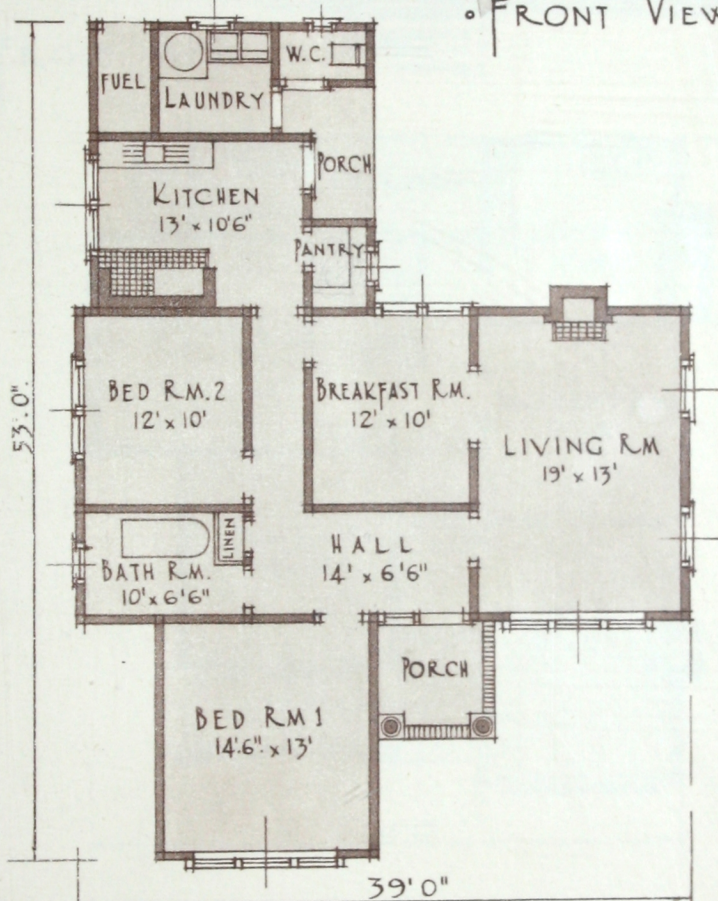 FRONT VIEW
W.C.
FUEL
LAUNDRY
PORCH
KITCHEN
13' x 10'6"
PANTRY
BED RM.2
12' x 10'
BREAKFAST RM.
12' x 10'
LIVING RM
19' x 13'
53'.0".
LINEN
HALL
14' x 6'6"
BATH RM.
10' x 6'6"
PORCH
BED RM 1
14'.6". x 13'
39'0"